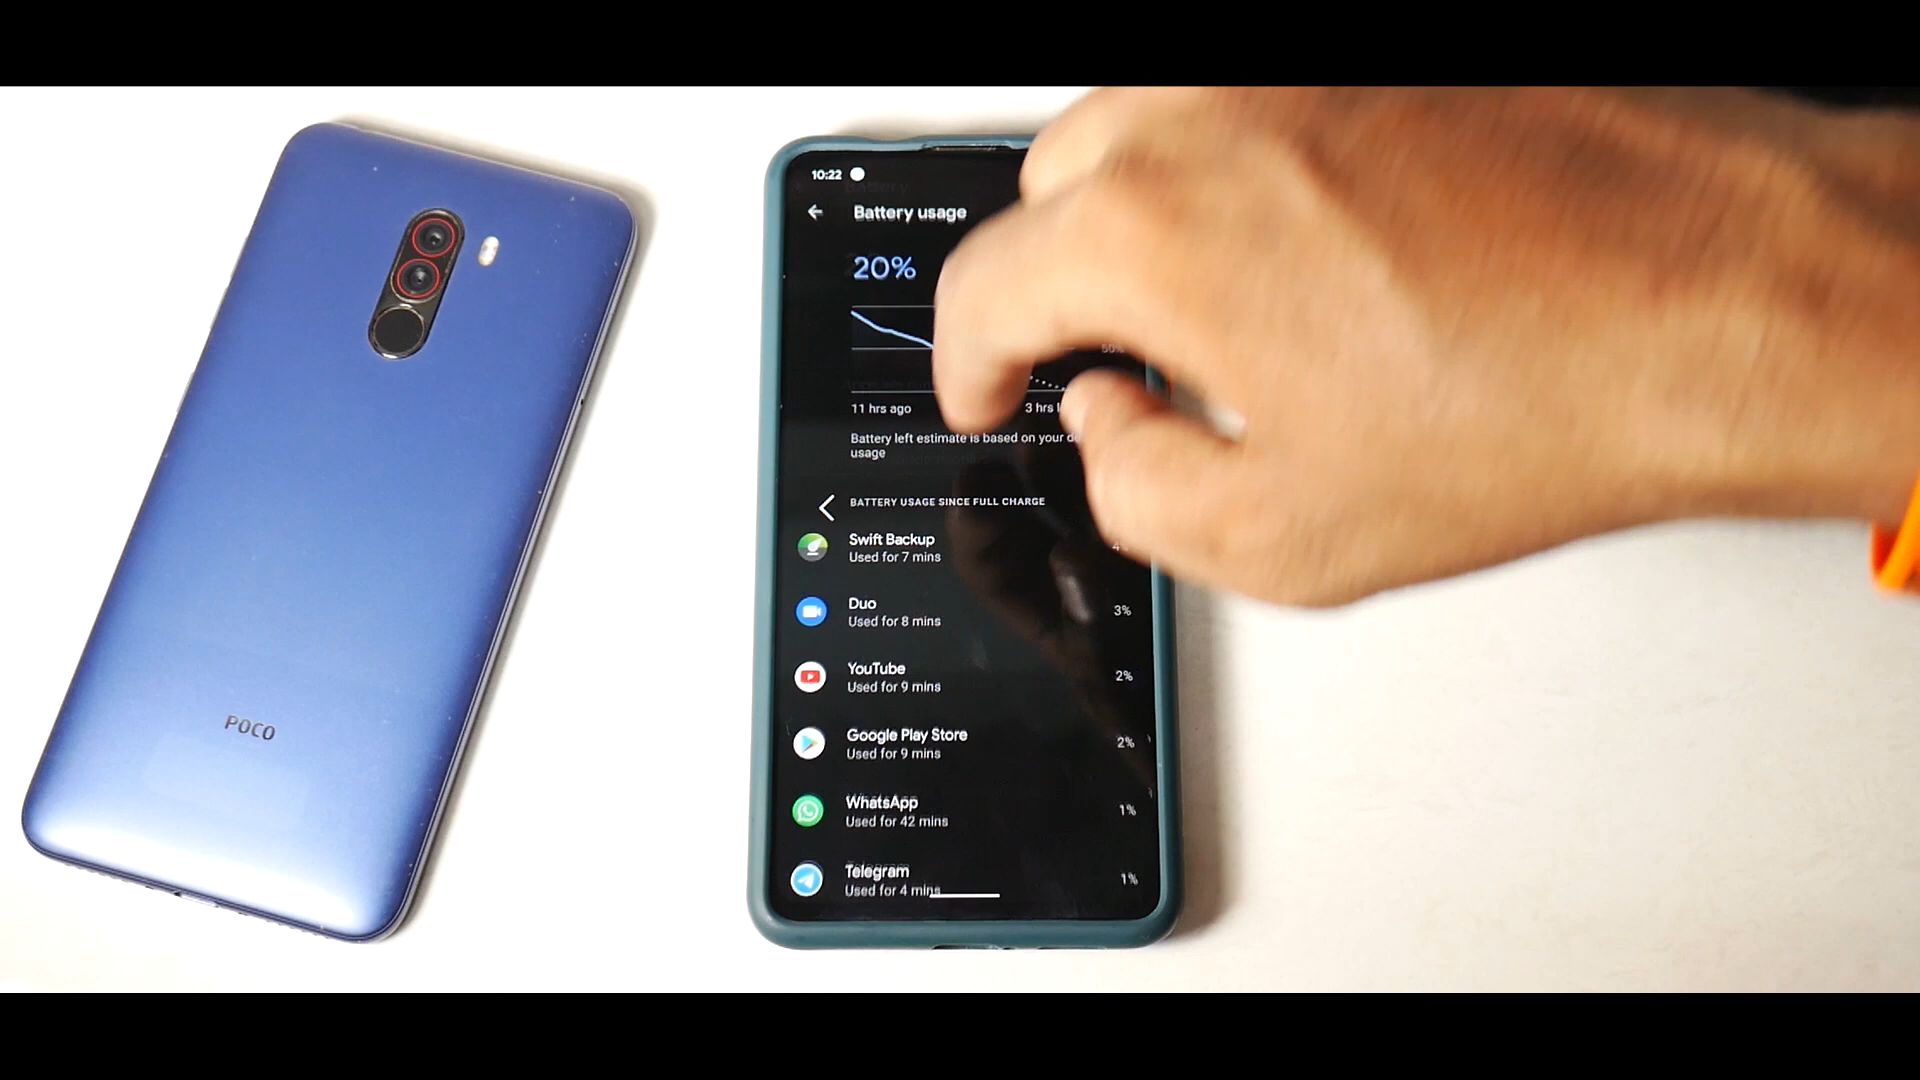 POCO
10:22
Battery usage
20%
50%
11 hrs ago 3 hrs
Battery left estimate is based on your
usage
BATTERY USAGE SINCE FULL CHARGE
Swift Backup
Used for 7 mins
Duo
Used for 8 mins
3%
YouTube
Used for 9 mins
2%
Google Play Store
Used for 9 mins
2%
WhatsApp
Used for 42 mins
1%
Telegram
Used for 4 mins
1%